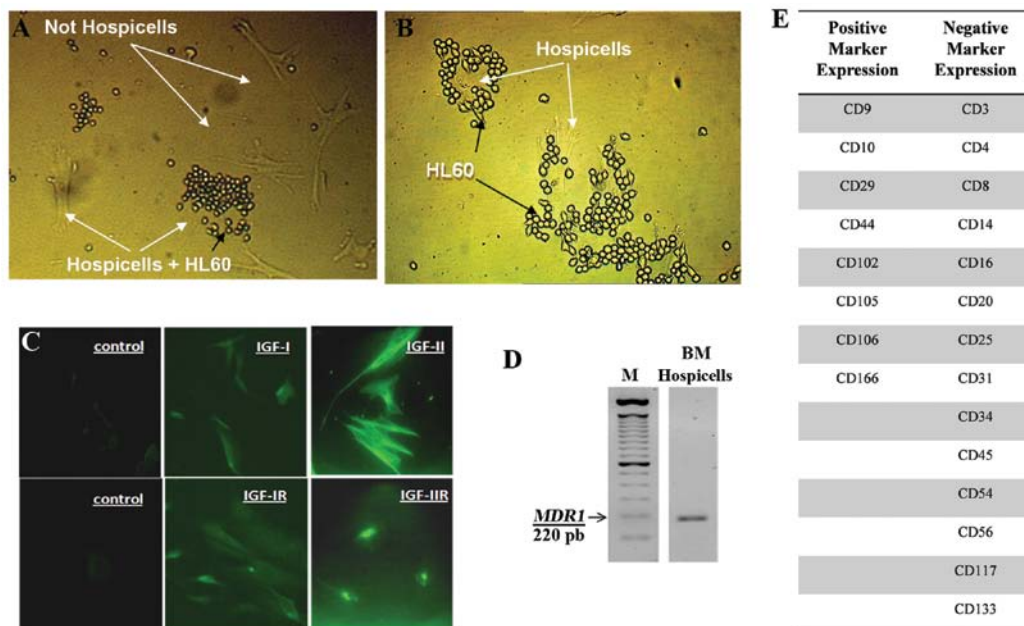 A
Not Hospicells
Hospicells + HL60
B
Hospicells
HL60
C
control
IGF-I
IGF-II
control
IGF-IR
IGF-IIR
D
M
BM
Hospicells
MDR1
220 pb
E
Positive Marker Expression Negative Marker Expression
CD9 CD3
CD10 CD4
CD29 CD8
CD44 CD14
CD102 CD16
CD105 CD20
CD106 CD25
CD166 CD31
CD34
CD45
CD54
CD56
CD117
CD133